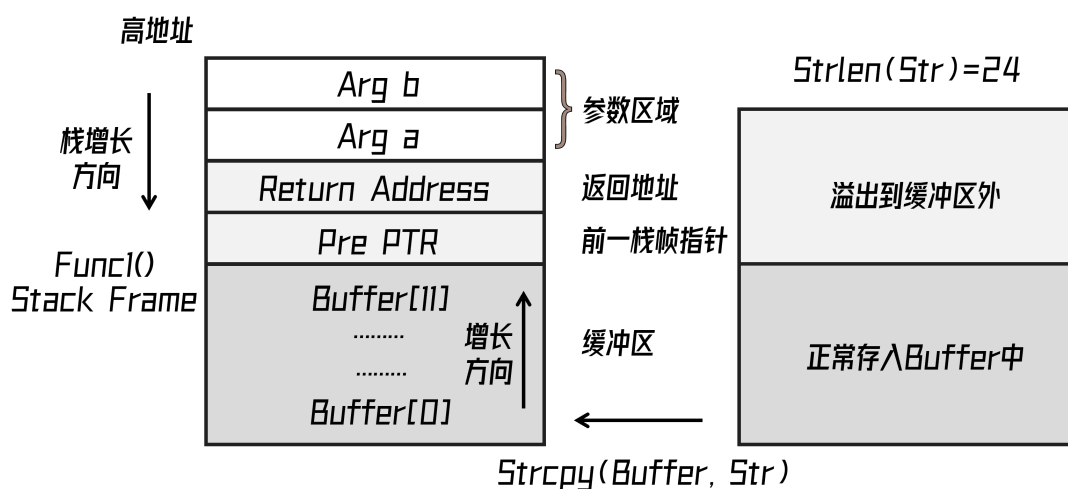 高地址
栈增长
方向
Func1()
Stack Frame
Arg b
Arg a
Return Address
Pre PTR
Buffer[11]
.........
.........
Buffer[0]
增长
方向
参数区域
返回地址
前一栈帧指针
缓冲区
Strcpy(Buffer, Str)
Strlen(Str)=24
溢出到缓冲区外
正常存入Buffer中